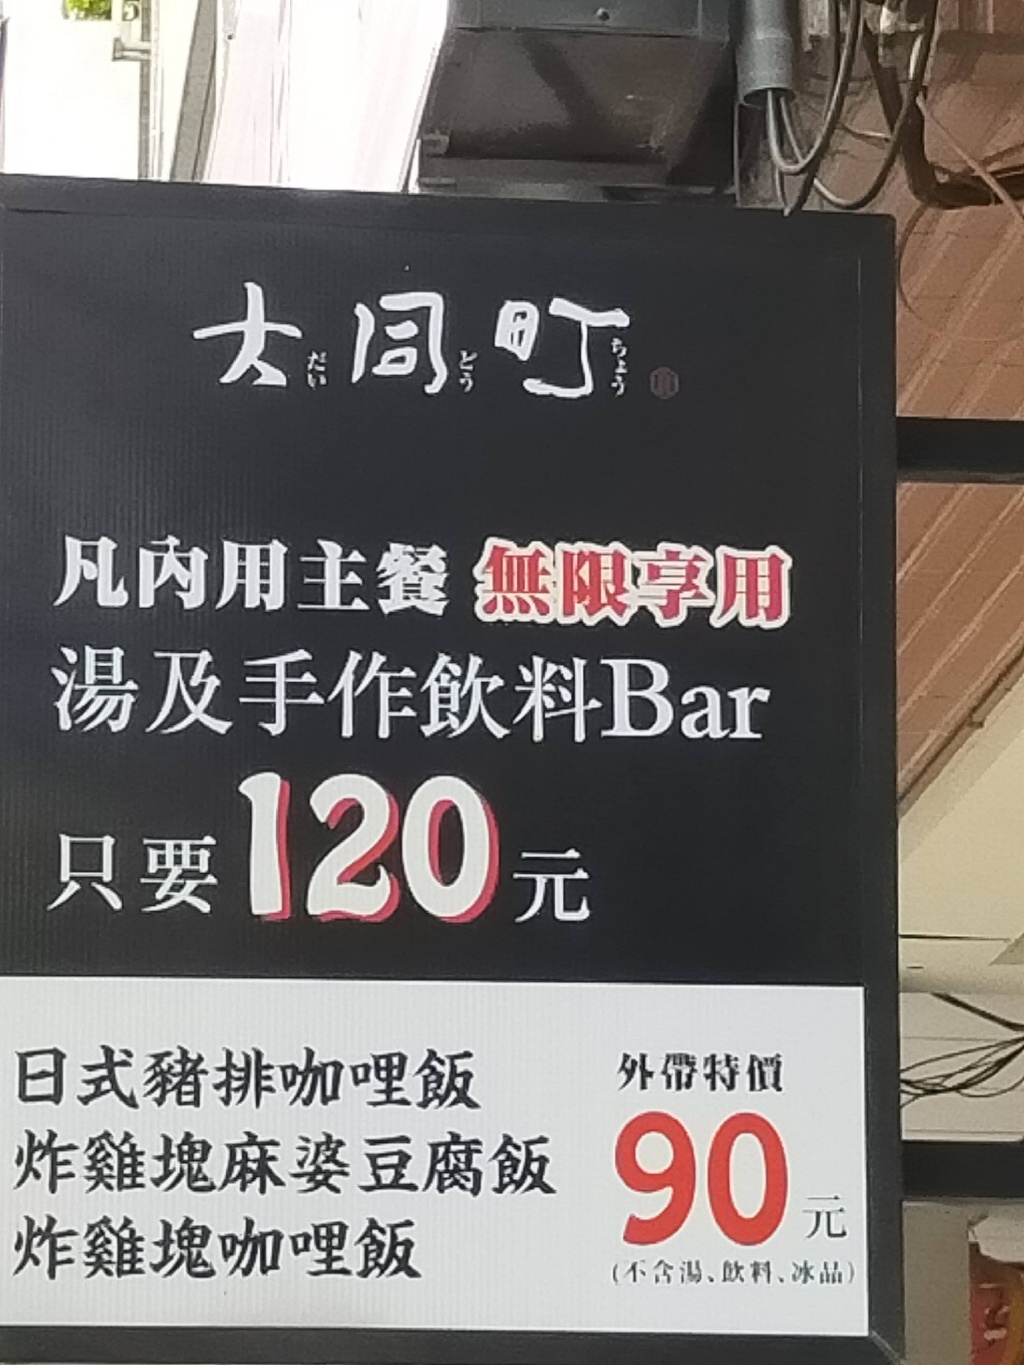 大だい同どう町ちょう
凡內用主餐 無限享用
湯及手作飲料Bar
只要120元
日式豬排咖哩飯
炸雞塊麻婆豆腐飯
炸雞塊咖哩飯
外帶特價
90元
(不含湯、飲料、冰品)